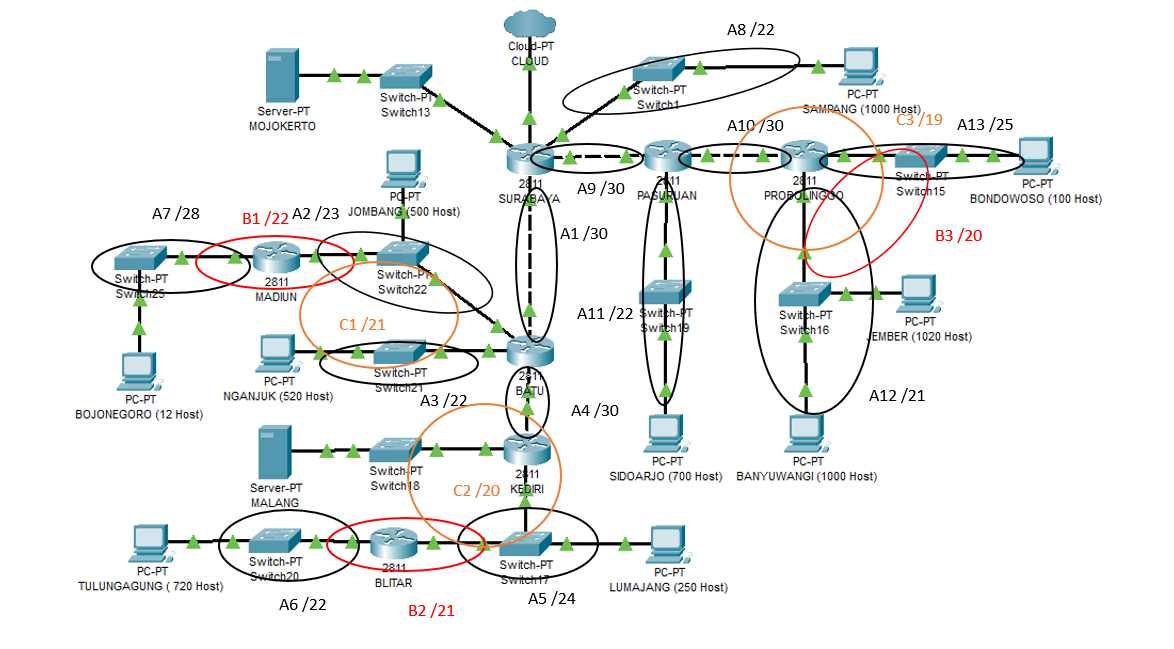 A8 /22
Cloud-PT
CLOUD
Server-PT
MOJOKERTO
Switch-PT
Switch13
Switch-PT
Switch1
PC-PT
SAMPANG (1000 Host)
C3 /19
A10 /30
A13 /25
2811
SURABAYA
A9 /30
2811
PASURUAN
2811
PROBOLINGGO
Switch-PT
Switch15
PC-PT
BONDOWOSO (100 Host)
PC-PT
JOMBANG (500 Host)
A7 /28
B1 /22
A2 /23
A1 /30
B3 /20
Switch-PT
Switch25
2811
MADIUN
Switch-PT
Switch22
A11 /22
Switch-PT
Switch19
Switch-PT
Switch16
PC-PT
JEMBER (1020 Host)
C1 /21
PC-PT
NGANJUK (520 Host)
Switch-PT
Switch21
2811
BATU
A3 /22
A4 /30
A12 /21
PC-PT
BOJONEGORO (12 Host)
Server-PT
MALANG
Switch-PT
Switch18
2811
KEDIRI
C2 /20
PC-PT
SIDOARJO (700 Host)
PC-PT
BANYUWANGI (1000 Host)
PC-PT
TULUNGAGUNG ( 720 Host)
Switch-PT
Switch20
2811
BLITAR
Switch-PT
Switch17
PC-PT
LUMAJANG (250 Host)
A6 /22
B2 /21
A5 /24